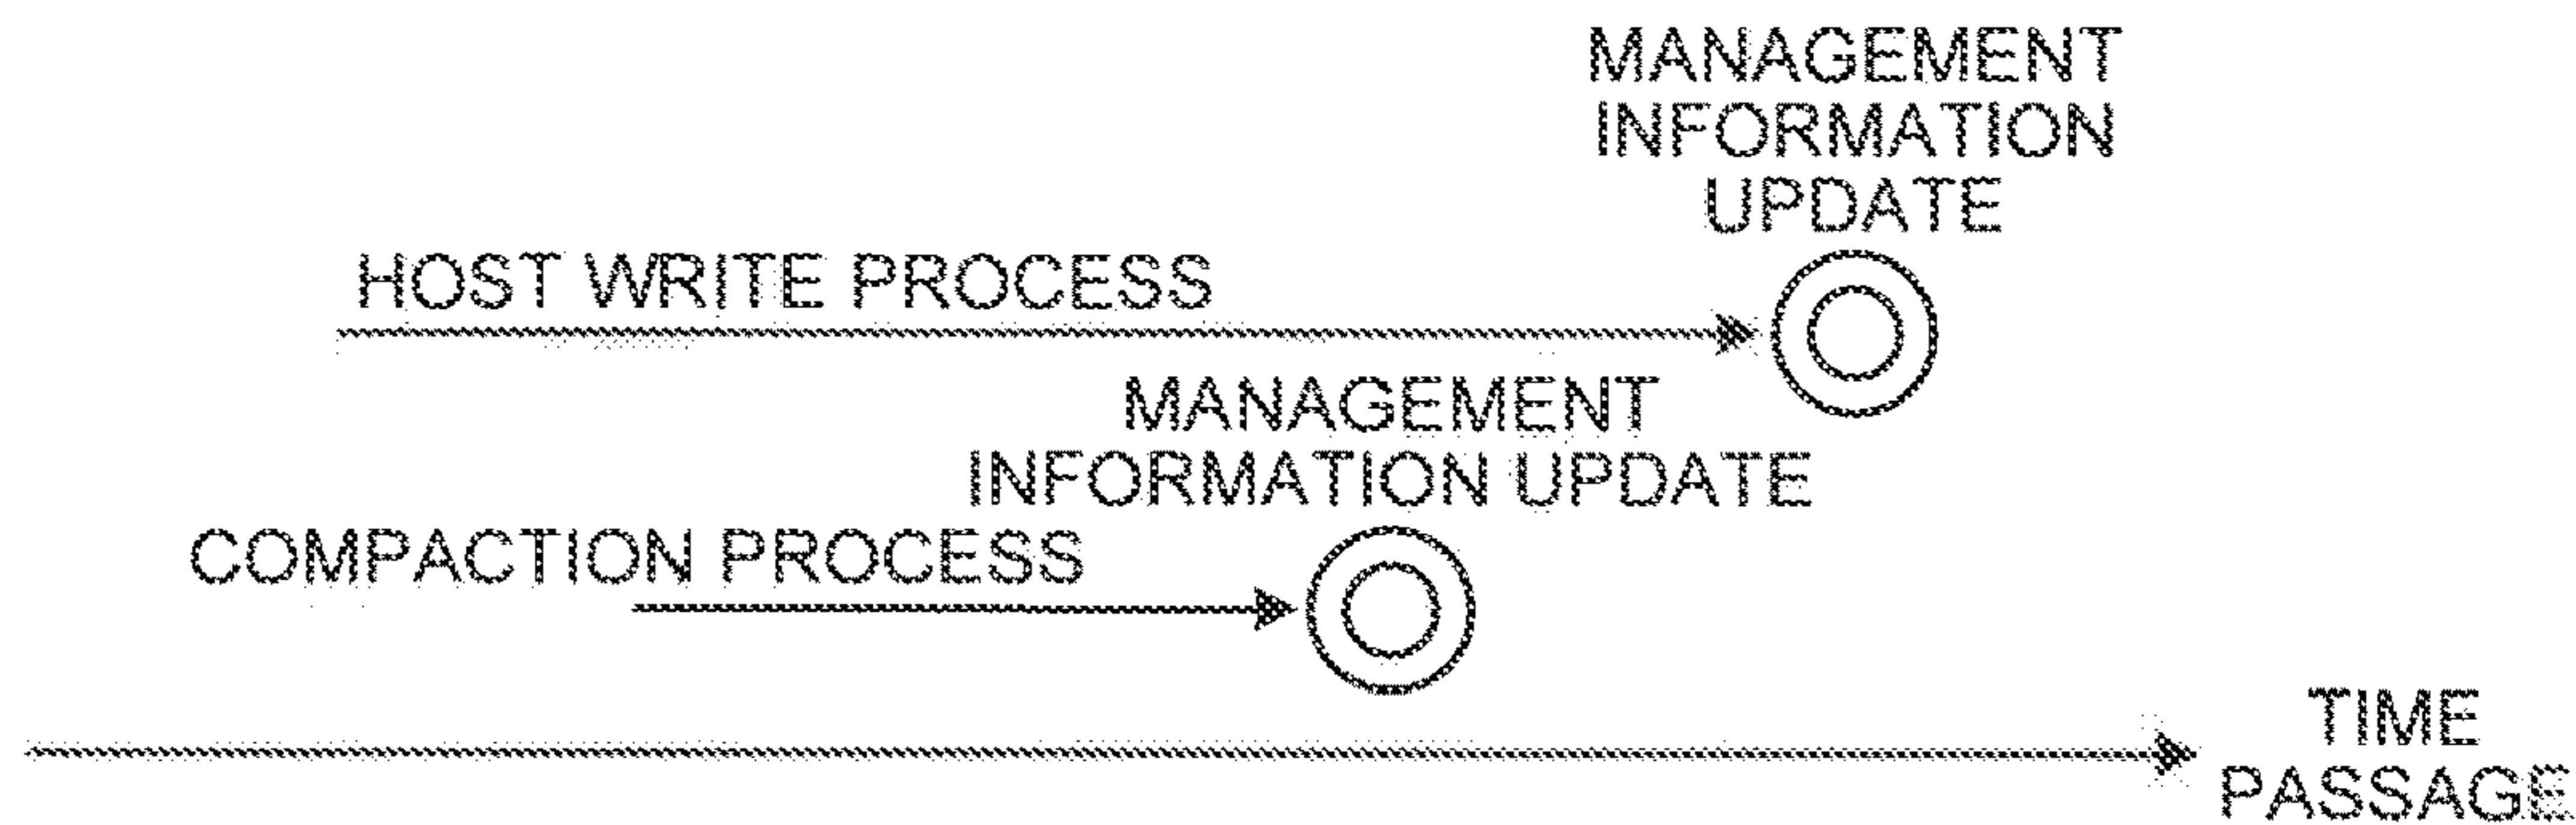 MANAGEMENT
INFORMATION
UPDATE
HOST WRITE PROCESS
MANAGEMENT
INFORMATION UPDATE
COMPACTION PROCESS
TIME
PASSAGE